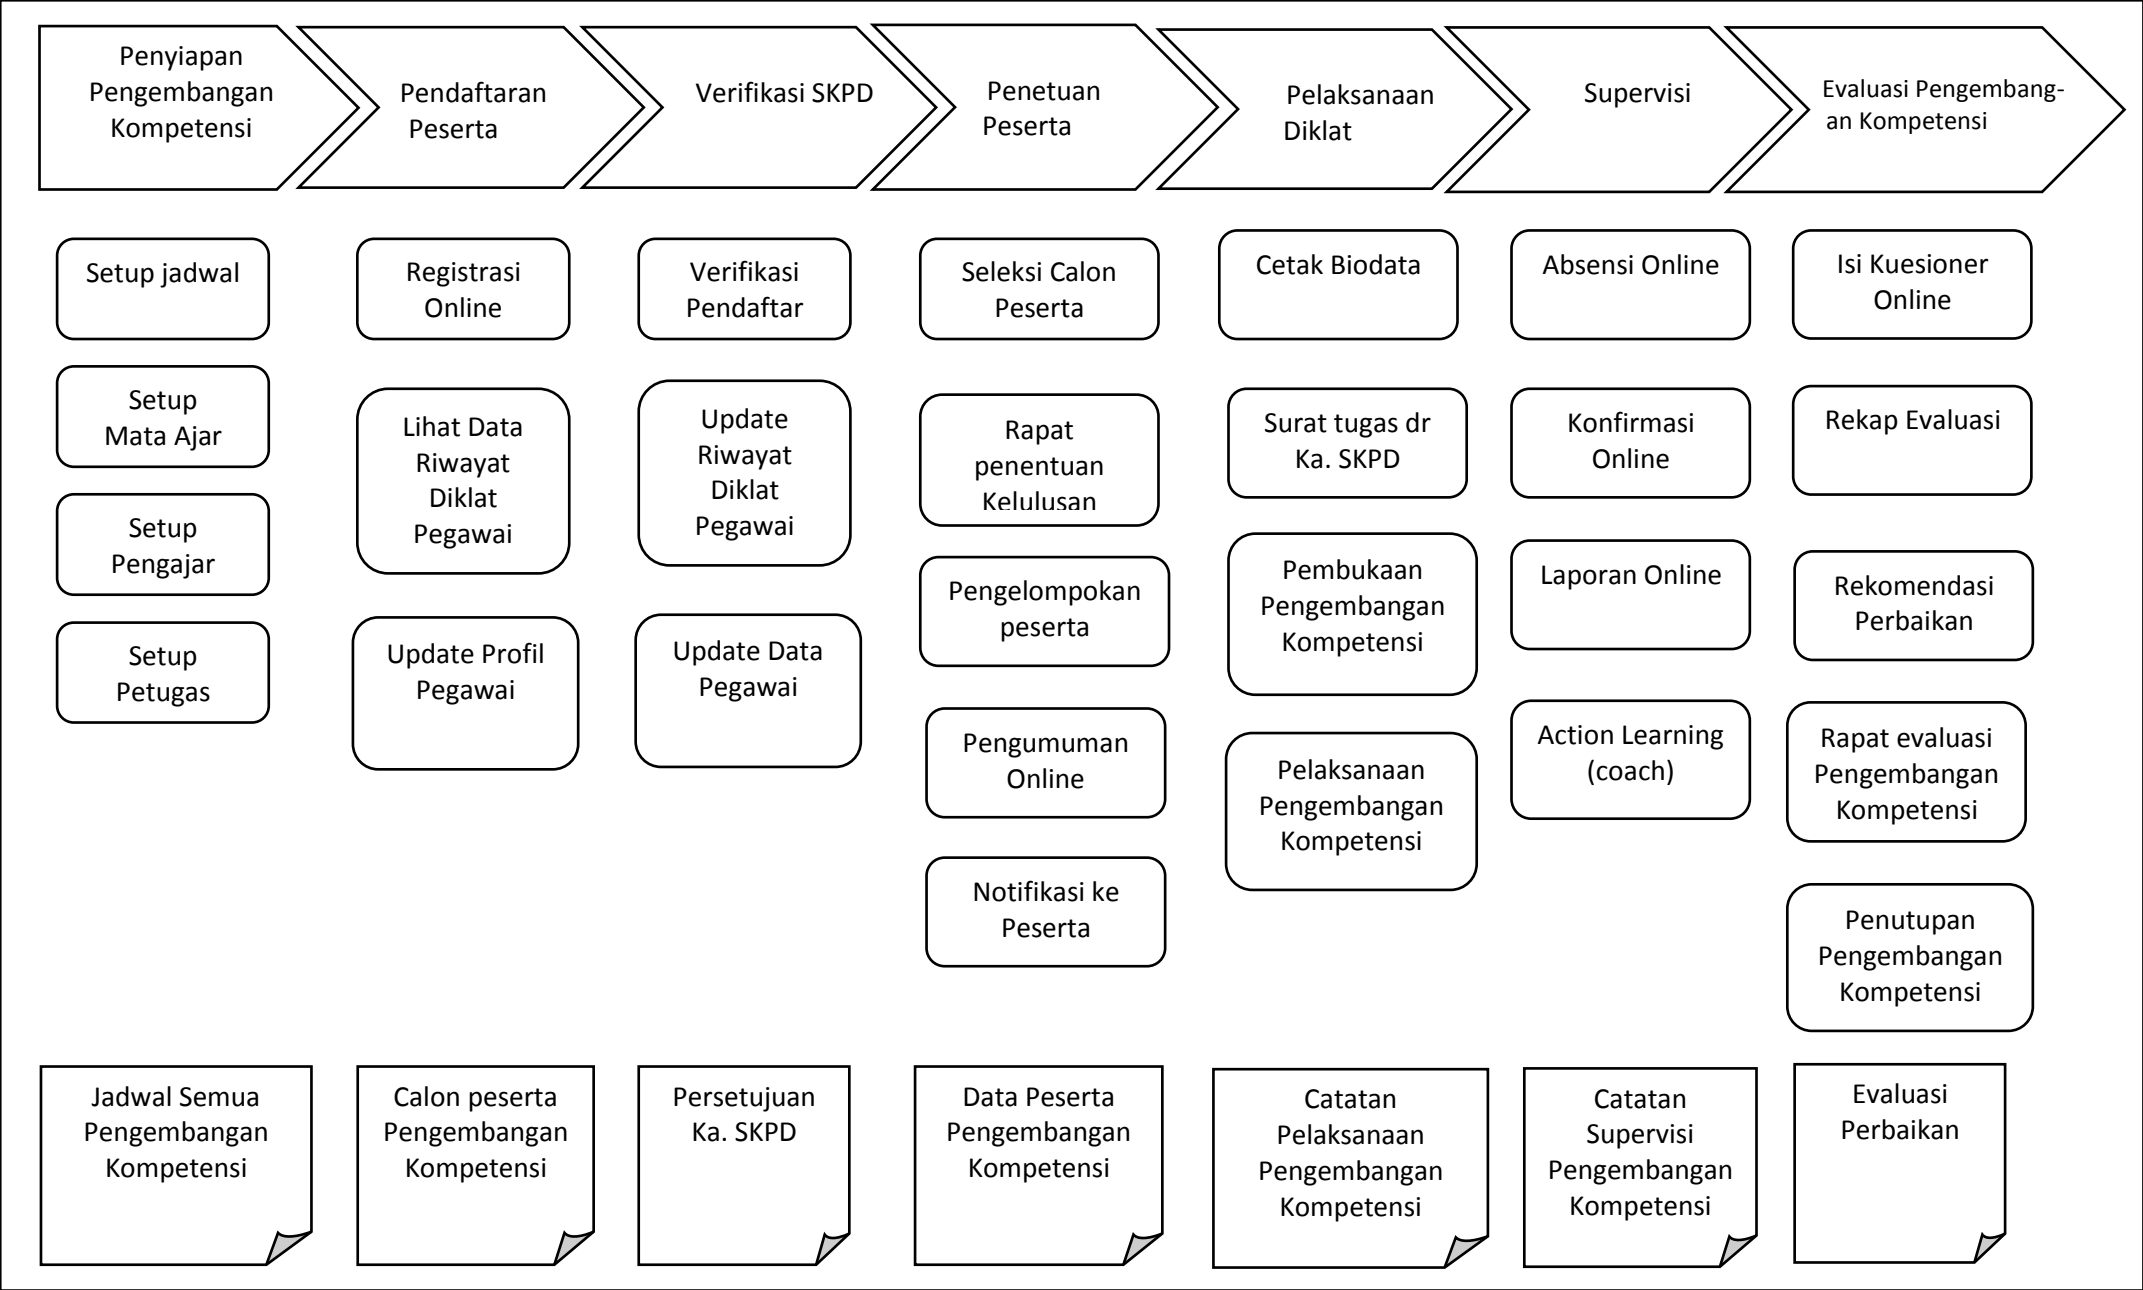 Penyiapan
Pengembangan
Kompetensi
Pendaftaran
Peserta
Verifikasi SKPD
Penetuan
Peserta
Pelaksanaan
Diklat
Supervisi
Evaluasi Pengembang-
an Kompetensi
Setup jadwal
Setup
Mata Ajar
Setup
Pengajar
Setup
Petugas
Registrasi
Online
Lihat Data
Riwayat
Diklat
Pegawai
Update Profil
Pegawai
Verifikasi
Pendaftar
Update
Riwayat
Diklat
Pegawai
Update Data
Pegawai
Seleksi Calon
Peserta
Rapat
penentuan
Kelulusan
Pengelompokan
peserta
Pengumuman
Online
Notifikasi ke
Peserta
Cetak Biodata
Surat tugas dr
Ka. SKPD
Pembukaan
Pengembangan
Kompetensi
Pelaksanaan
Pengembangan
Kompetensi
Absensi Online
Konfirmasi
Online
Laporan Online
Action Learning
(coach)
Isi Kuesioner
Online
Rekap Evaluasi
Rekomendasi
Perbaikan
Rapat evaluasi
Pengembangan
Kompetensi
Penutupan
Pengembangan
Kompetensi
Jadwal Semua
Pengembangan
Kompetensi
Calon peserta
Pengembangan
Kompetensi
Persetujuan
Ka. SKPD
Data Peserta
Pengembangan
Kompetensi
Catatan
Pelaksanaan
Pengembangan
Kompetensi
Catatan
Supervisi
Pengembangan
Kompetensi
Evaluasi
Perbaikan